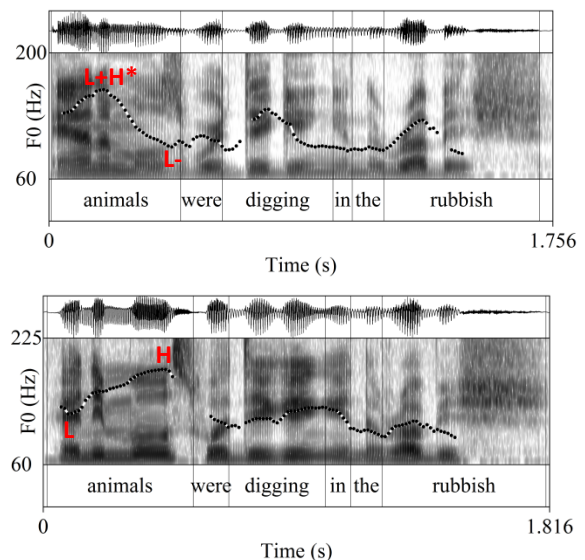 200
F0 (Hz)
60
L+H*
L-
animals were digging in the rubbish
0 1.756
Time (s)
225
F0 (Hz)
60
L
H
animals were digging in the rubbish
0 1.816
Time (s)